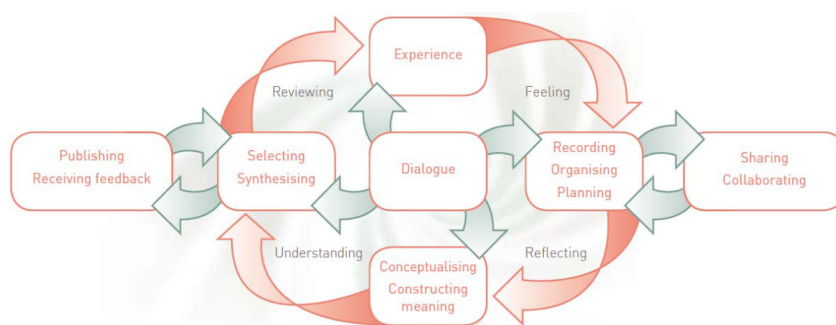 Experience
Reviewing
Feeling
Publishing
Receiving feedback
Selecting
Synthesising
Dialogue
Recording
Organising
Planning
Sharing
Collaborating
Understanding
Reflecting
Conceptualising
Constructing
meaning